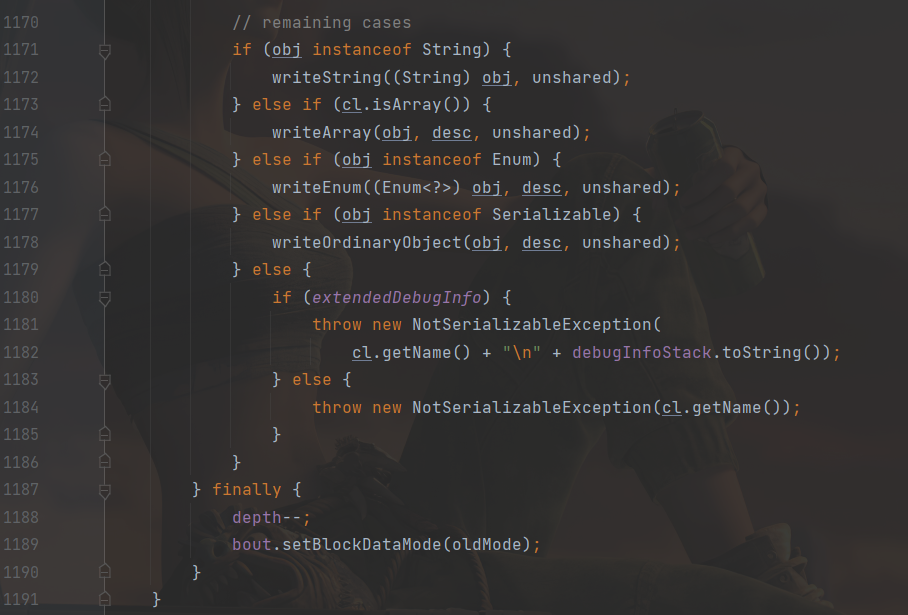 1170 // remaining cases
1171 if (obj instanceof String) {
1172 writeString((String) obj, unshared);
1173 } else if (cl.isArray()) {
1174 writeArray(obj, desc, unshared);
1175 } else if (obj instanceof Enum) {
1176 writeEnum((Enum<?>) obj, desc, unshared);
1177 } else if (obj instanceof Serializable) {
1178 writeOrdinaryObject(obj, desc, unshared);
1179 } else {
1180 if (extendedDebugInfo) {
1181 throw new NotSerializableException(
1182 cl.getName() + "\n" + debugInfoStack.toString());
1183 } else {
1184 throw new NotSerializableException(cl.getName());
1185 }
1186 }
1187 } finally {
1188 depth--;
1189 bout.setBlockDataMode(oldMode);
1190 }
1191 }